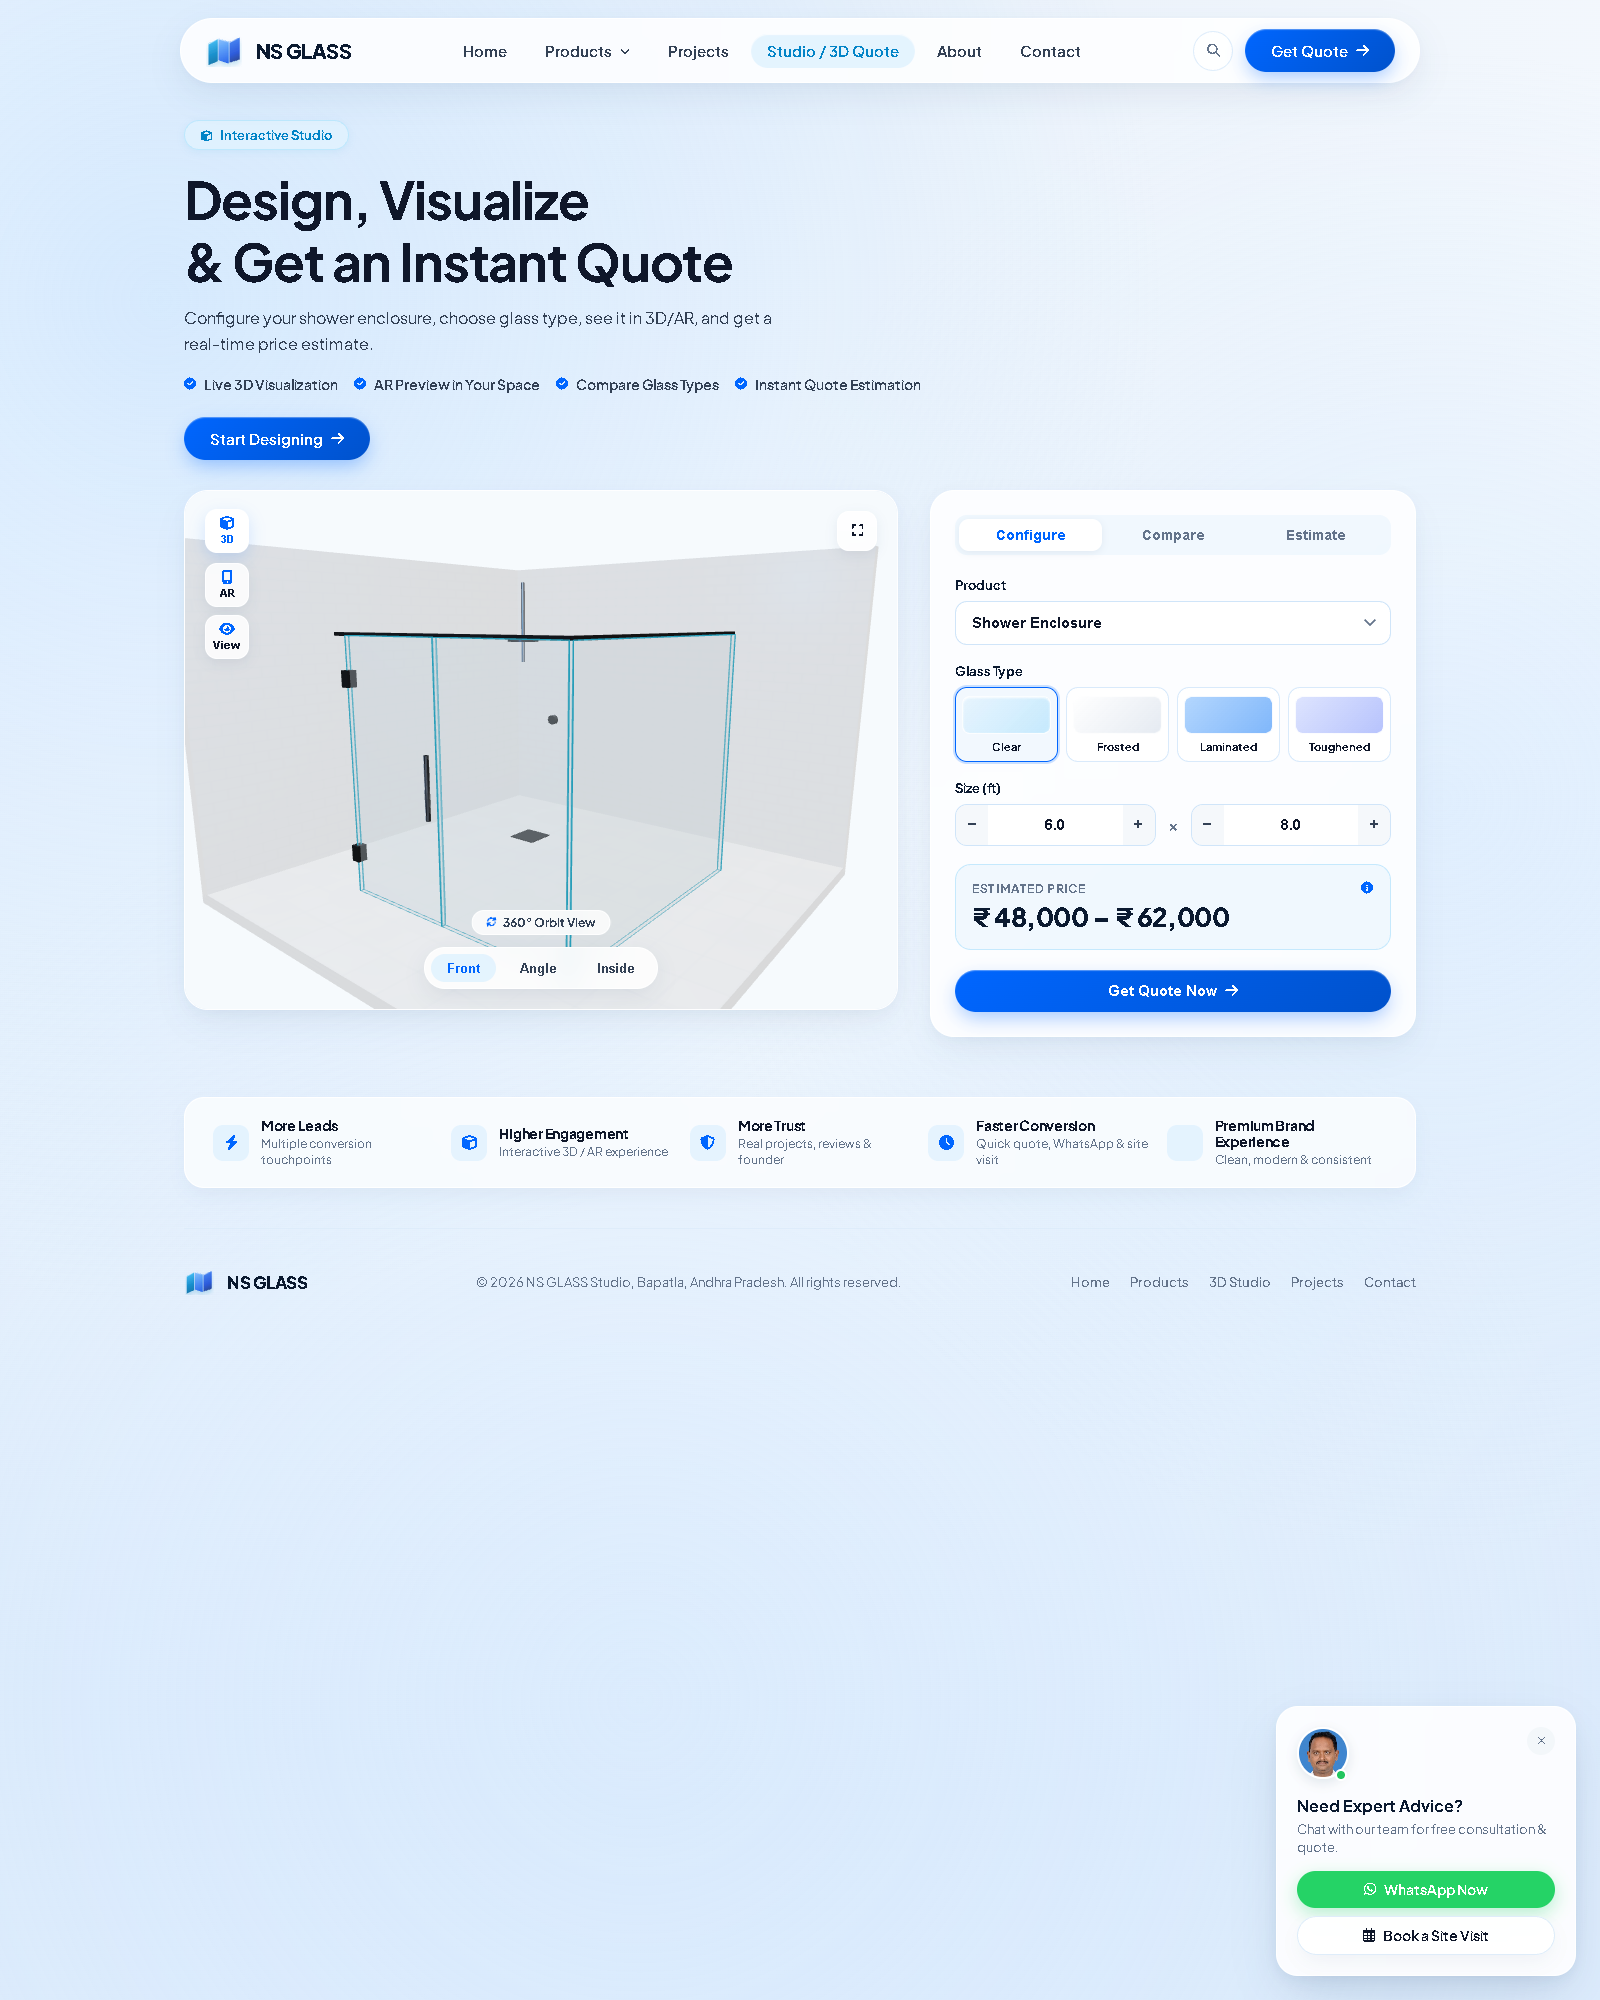 NS GLASS
Home
Products
Projects
Studio / 3D Quote
About
Contact
Get Quote
Interactive Studio
Design, Visualize
& Get an Instant Quote
Configure your shower enclosure, choose glass type, see it in 3D/AR, and get a
real-time price estimate.
Live 3D Visualization
AR Preview in Your Space
Compare Glass Types
Instant Quote Estimation
Start Designing
3D
AR
View
360° Orbit View
Front
Angle
Inside
Configure
Compare
Estimate
Product
Shower Enclosure
Glass Type
Clear
Frosted
Laminated
Toughened
Size (ft)
− 6.0 + × − 8.0 +
ESTIMATED PRICE
₹ 48,000 – ₹ 62,000
Get Quote Now
More Leads
Multiple conversion
touchpoints
Higher Engagement
Interactive 3D / AR experience
More Trust
Real projects, reviews &
founder
Faster Conversion
Quick quote, WhatsApp & site
visit
Premium Brand
Experience
Clean, modern & consistent
NS GLASS
© 2026 NS GLASS Studio, Bapatla, Andhra Pradesh. All rights reserved.
Home
Products
3D Studio
Projects
Contact
Need Expert Advice?
Chat with our team for free consultation &
quote.
WhatsApp Now
Book a Site Visit